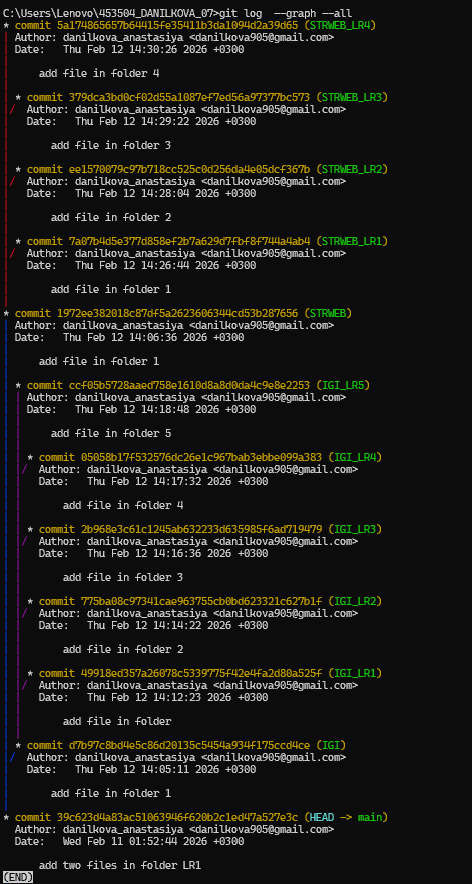 C:\Users\Lenovo\453504_DANILKOVA_07>git log  --graph --all
* commit 5a174865657b64415fe35411b3da1094d2a39d65 (STRWEB_LR4)
| Author: danilkova_anastasiya <danilkova905@gmail.com>
| Date:   Thu Feb 12 14:30:26 2026 +0300
|
|     add file in folder 4
|
| * commit 379dca3bd0cf02d55a1087ef7ed56a97377bc573 (STRWEB_LR3)
|/  Author: danilkova_anastasiya <danilkova905@gmail.com>
|   Date:   Thu Feb 12 14:29:22 2026 +0300
|
|       add file in folder 3
|
| * commit ee1570079c97b718cc525c0d256da4e05dcf367b (STRWEB_LR2)
|/  Author: danilkova_anastasiya <danilkova905@gmail.com>
|   Date:   Thu Feb 12 14:28:04 2026 +0300
|
|       add file in folder 2
|
| * commit 7a07b4d5e377d858ef2b7a629d7fbf8f744a4ab4 (STRWEB_LR1)
|/  Author: danilkova_anastasiya <danilkova905@gmail.com>
|   Date:   Thu Feb 12 14:26:44 2026 +0300
|
|       add file in folder 1
|
* commit 1972ee382018c87df5a2623606344cd53b287656 (STRWEB)
| Author: danilkova_anastasiya <danilkova905@gmail.com>
| Date:   Thu Feb 12 14:06:36 2026 +0300
|
|     add file in folder 1
|
| * commit ccf05b5728aaed758e1610d8a8d0da4c9e8e2253 (IGI_LR5)
| | Author: danilkova_anastasiya <danilkova905@gmail.com>
| | Date:   Thu Feb 12 14:18:48 2026 +0300
| |
| |     add file in folder 5
| |
| | * commit 05058b17f532576dc26e1c967bab3ebbe099a383 (IGI_LR4)
| |/  Author: danilkova_anastasiya <danilkova905@gmail.com>
| |   Date:   Thu Feb 12 14:17:32 2026 +0300
| |
| |       add file in folder 4
| |
| | * commit 2b968e3c61c1245ab632233d635985f6ad719479 (IGI_LR3)
| |/  Author: danilkova_anastasiya <danilkova905@gmail.com>
| |   Date:   Thu Feb 12 14:16:36 2026 +0300
| |
| |       add file in folder 3
| |
| | * commit 775ba08c97341cae963755cb0bd623321c627b1f (IGI_LR2)
| |/  Author: danilkova_anastasiya <danilkova905@gmail.com>
| |   Date:   Thu Feb 12 14:14:22 2026 +0300
| |
| |       add file in folder 2
| |
| | * commit 49918ed357a26078c5339775f42e4fa2d80a525f (IGI_LR1)
| |/  Author: danilkova_anastasiya <danilkova905@gmail.com>
| |   Date:   Thu Feb 12 14:12:23 2026 +0300
| |
| |       add file in folder
| |
| * commit d7b97c8bd4e5c86d20135c5454a934f175ccd4ce (IGI)
|/  Author: danilkova_anastasiya <danilkova905@gmail.com>
|   Date:   Thu Feb 12 14:05:11 2026 +0300
|
|       add file in folder 1
|
* commit 39c623d4a83ac51063946f620b2c1ed47a527e3c (HEAD -> main)
  Author: danilkova_anastasiya <danilkova905@gmail.com>
  Date:   Wed Feb 11 01:52:44 2026 +0300

      add two files in folder LR1
(END)